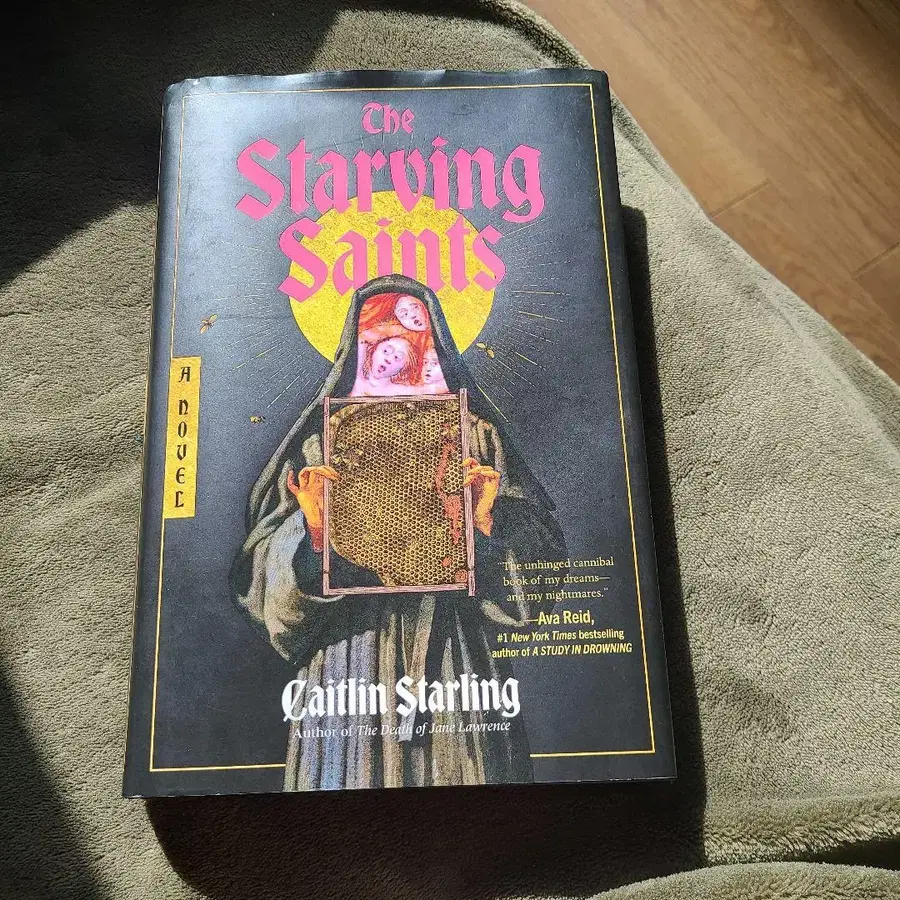 The
Starving
Saints
A NOVEL
"The unhinged cannibal
book of my dreams—
and my nightmares."
—Ava Reid,
#1 New York Times bestselling
author of A STUDY IN DROWNING
Caitlin Starling
Author of The Death of Jane Lawrence